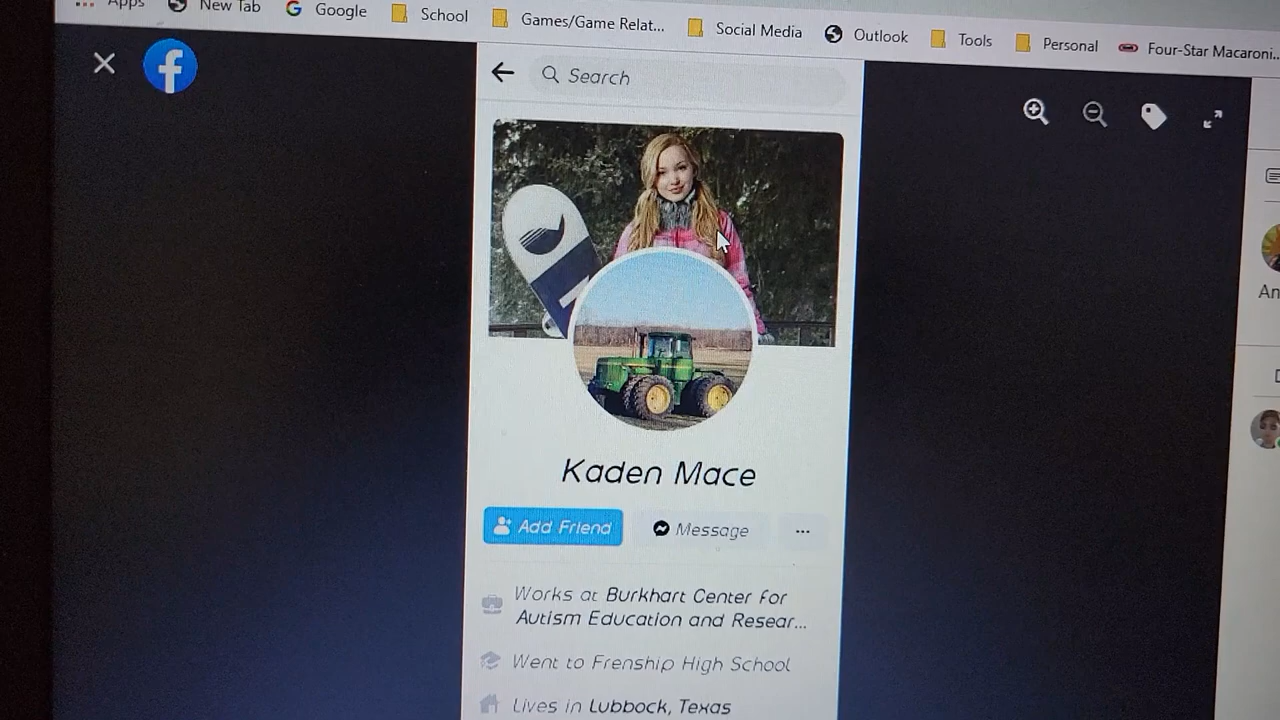 Apps
New Tab
Google
School
Games/Game Relat...
Social Media
Outlook
Tools
Personal
Four-Star Macaroni...
Search
Kaden Mace
Add Friend
Message
Works at Burkhart Center for
Autism Education and Resear...
Went to Frenship High School
Lives in Lubbock, Texas
An